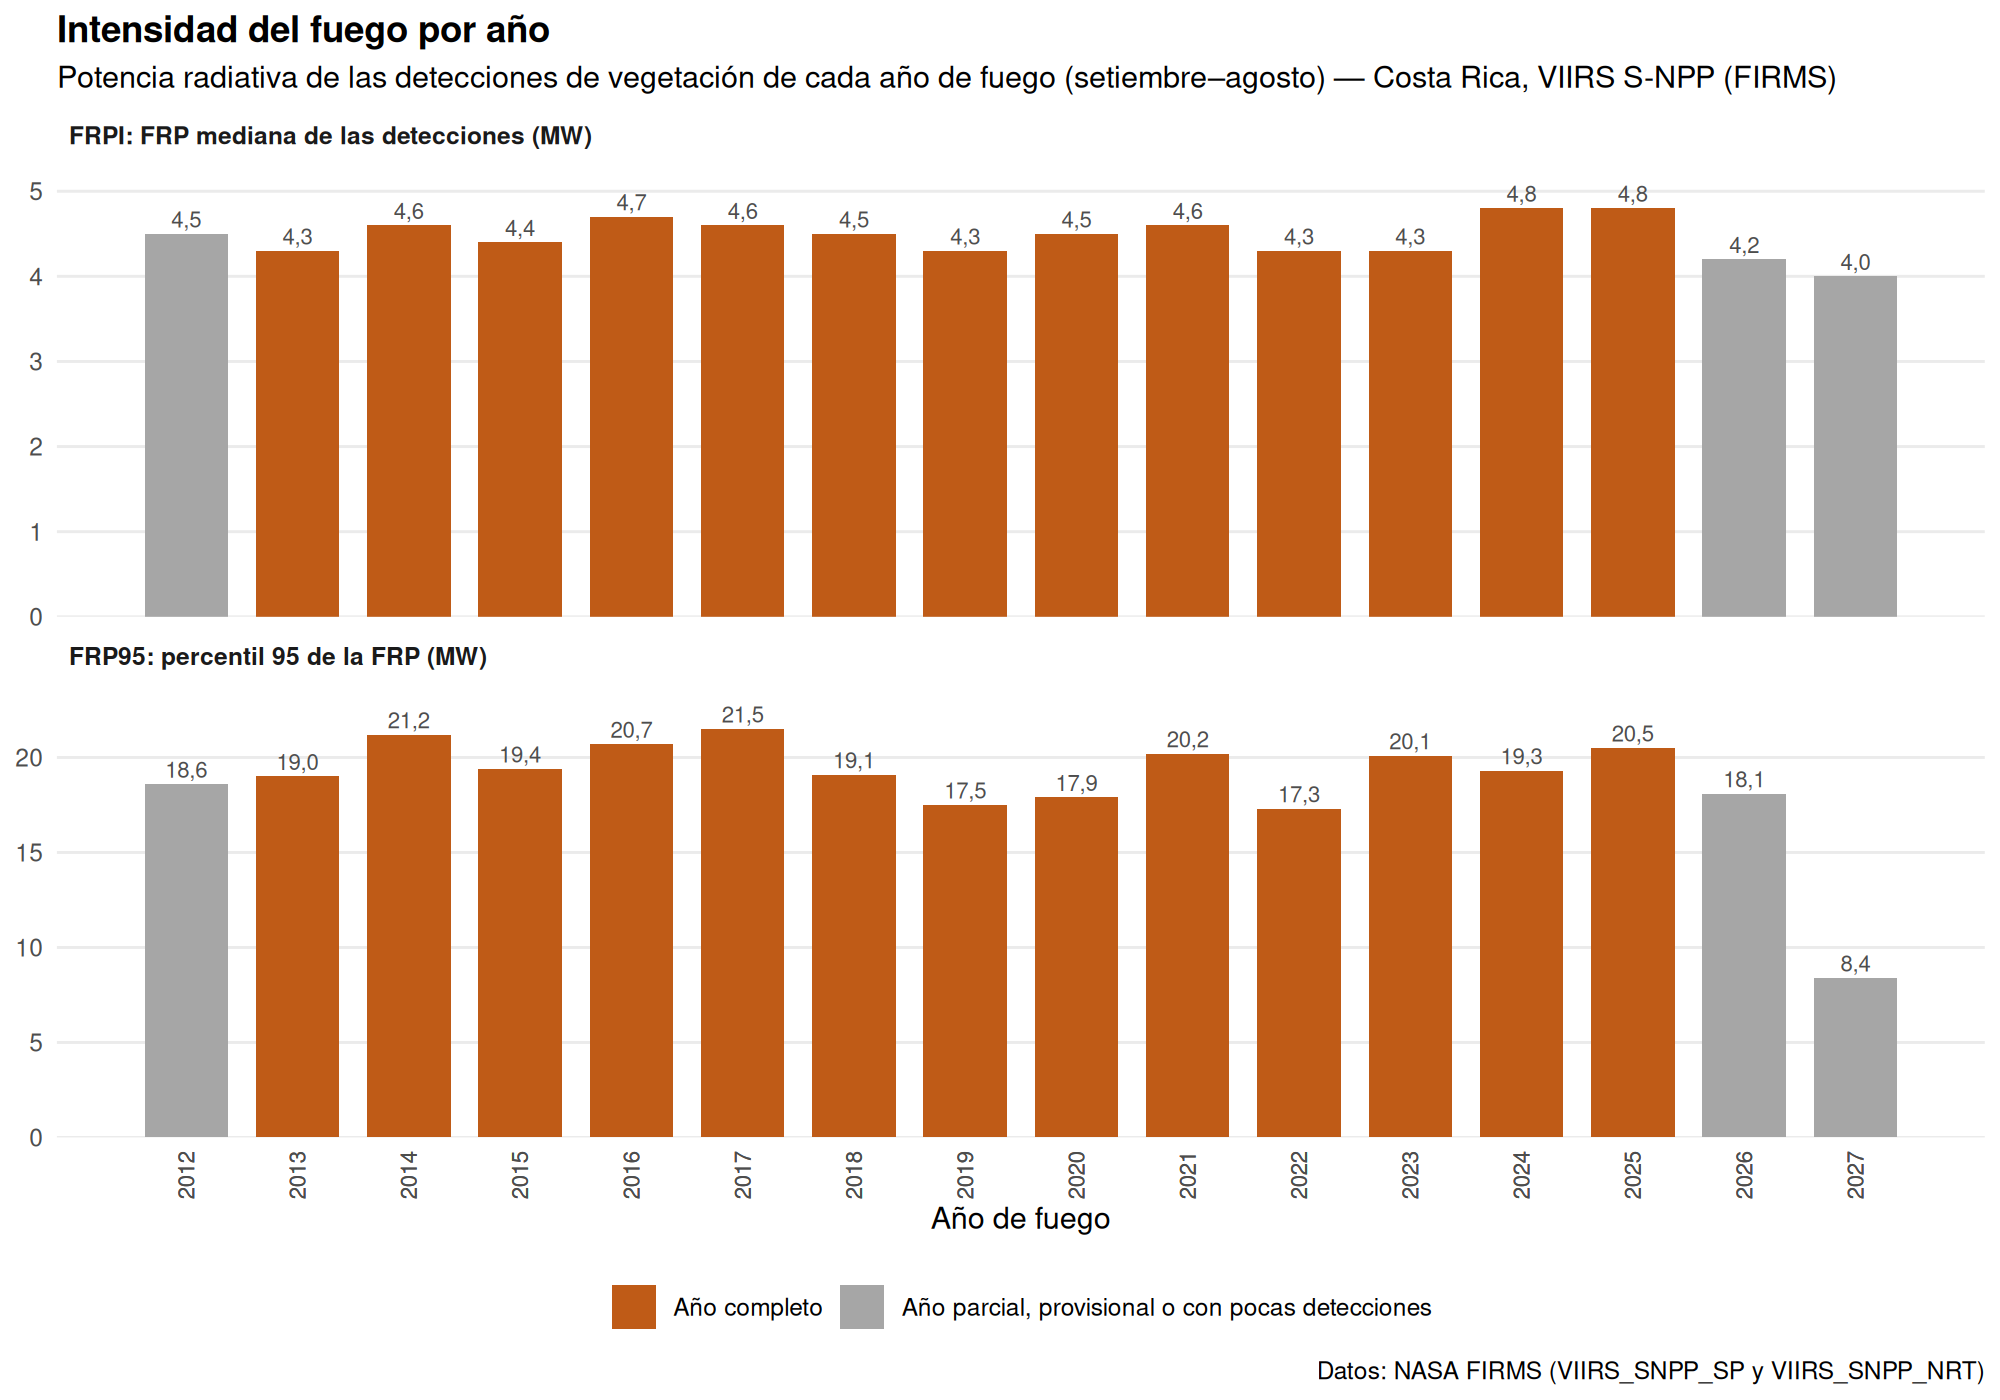 Intensidad del fuego por año
Potencia radiativa de las detecciones de vegetación de cada año de fuego (setiembre–agosto) — Costa Rica, VIIRS S-NPP (FIRMS)
FRPI: FRP mediana de las detecciones (MW)
5
4
3
2
1
0
4,5 4,3 4,6 4,4 4,7 4,6 4,5 4,3 4,5 4,6 4,3 4,3 4,8 4,8 4,2 4,0
FRP95: percentil 95 de la FRP (MW)
20
15
10
5
0
18,6 19,0 21,2 19,4 20,7 21,5 19,1 17,5 17,9 20,2 17,3 20,1 19,3 20,5 18,1 8,4
2012 2013 2014 2015 2016 2017 2018 2019 2020 2021 2022 2023 2024 2025 2026 2027
Año de fuego
Año completo Año parcial, provisional o con pocas detecciones
Datos: NASA FIRMS (VIIRS_SNPP_SP y VIIRS_SNPP_NRT)